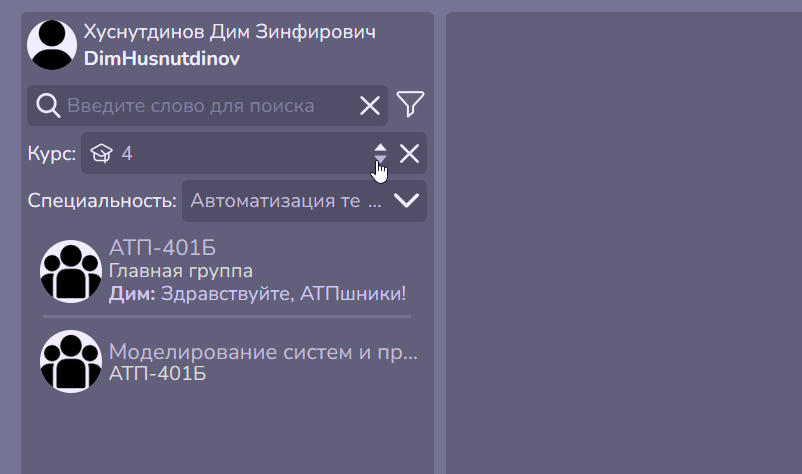 Хуснутдинов Дим Зинфирович
DimHusnutdinov
Введите слово для поиска
Курс: 4
Специальность: Автоматизация те ...
АТП-401Б
Главная группа
Дим: Здравствуйте, АТПшники!
Моделирование систем и пр...
АТП-401Б